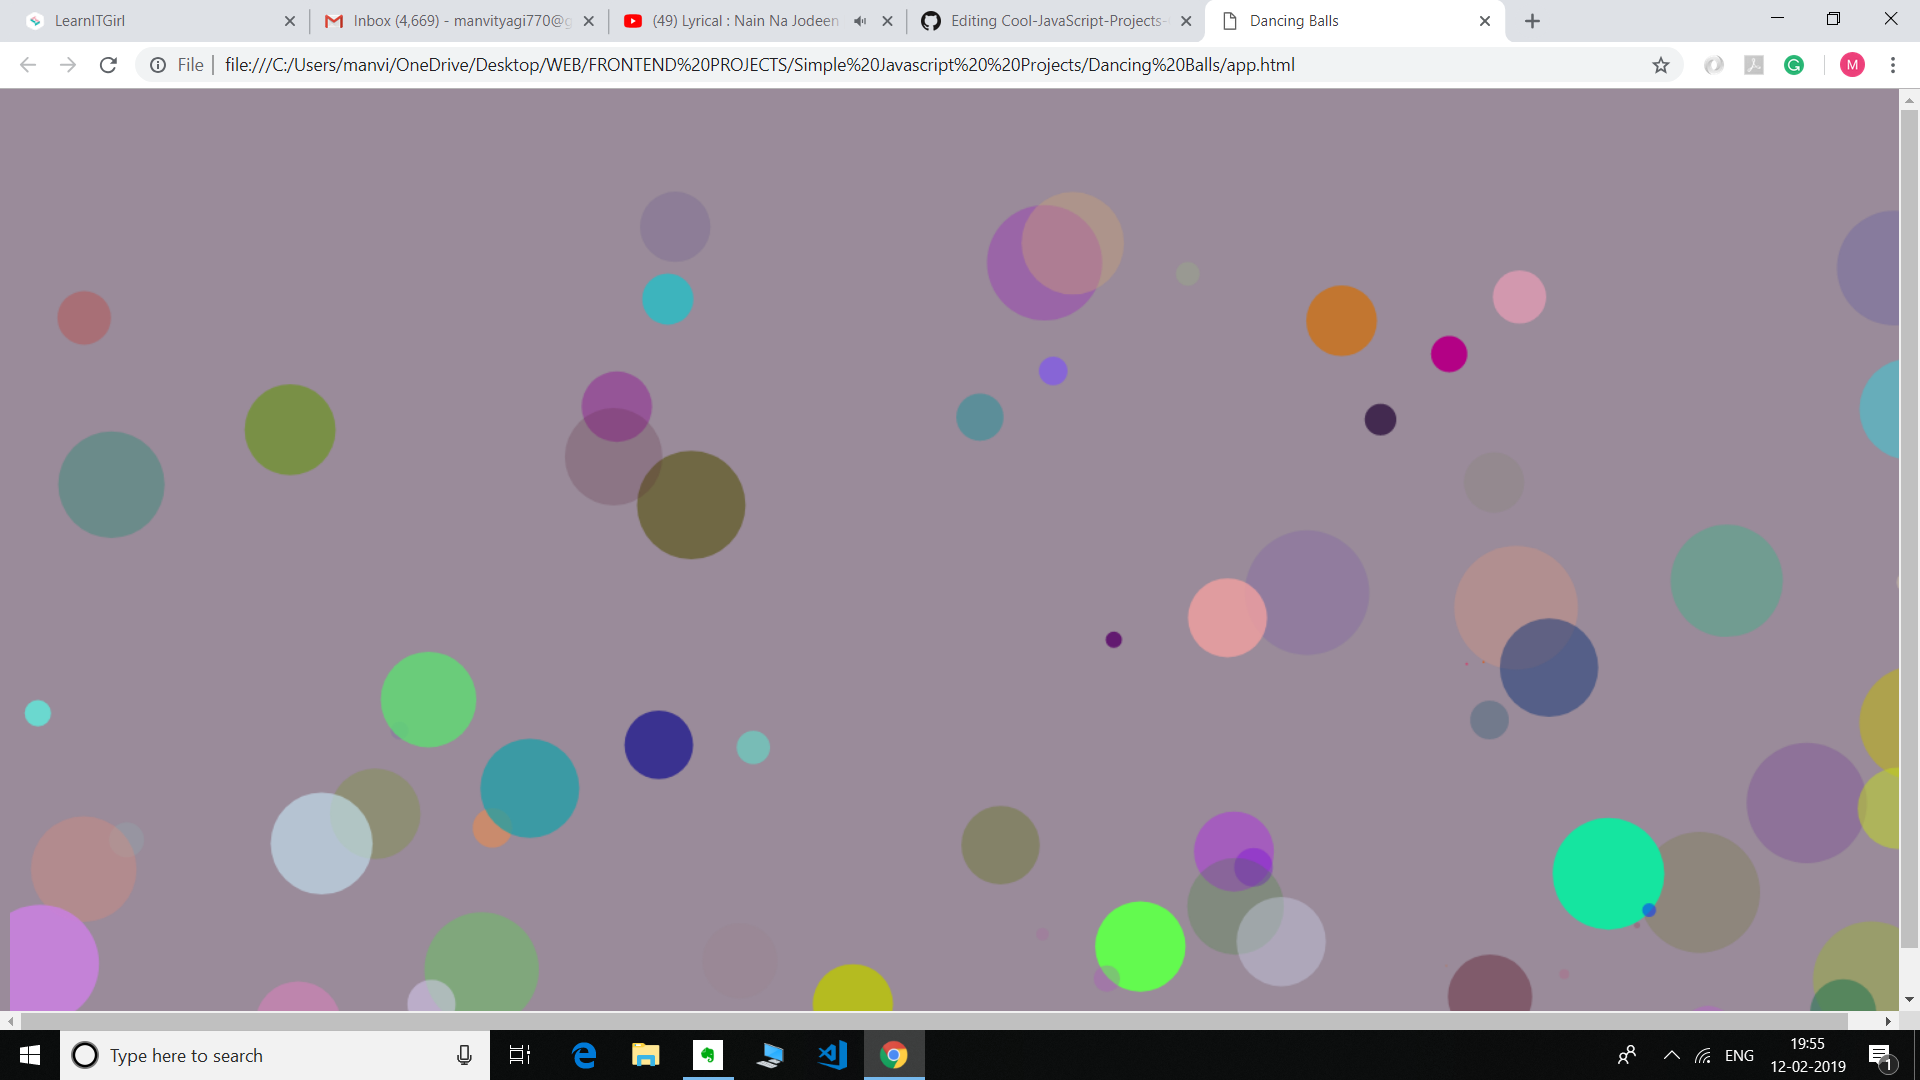 LearnITGirl
Inbox (4,669) - manvityagi770@g
(49) Lyrical : Nain Na Jodeen
Editing Cool-JavaScript-Projects-
Dancing Balls
File
file:///C:/Users/manvi/OneDrive/Desktop/WEB/FRONTEND%20PROJECTS/Simple%20Javascript%20%20Projects/Dancing%20Balls/app.html
M
Type here to search
ENG
19:55
12-02-2019
1